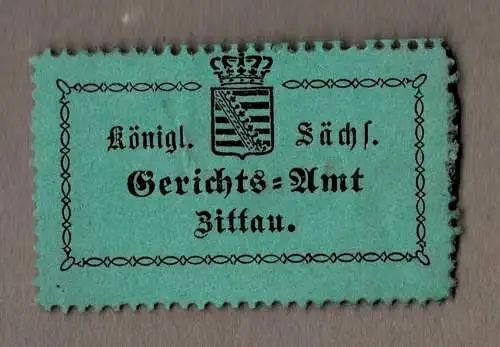 Königl. Sächs.
Gerichts=Amt
Zittau.